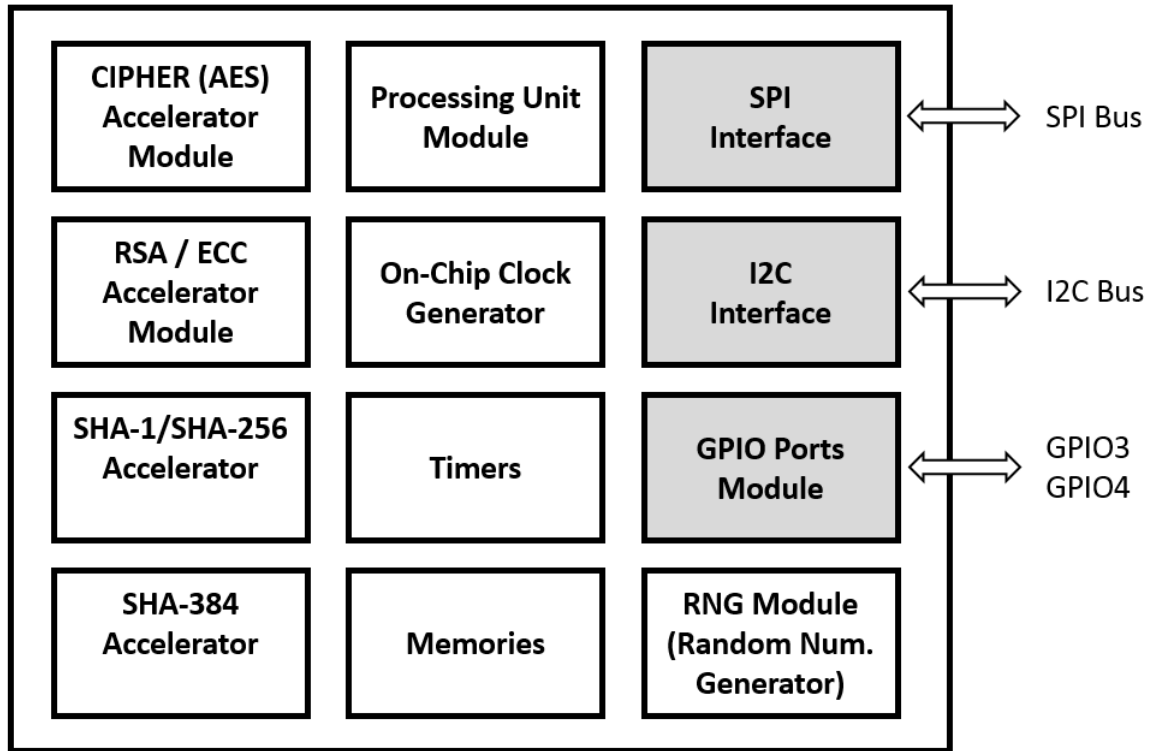 CIPHER (AES)
Accelerator
Module
Processing Unit
Module
SPI
Interface
SPI Bus
RSA / ECC
Accelerator
Module
On-Chip Clock
Generator
I2C
Interface
I2C Bus
SHA-1/SHA-256
Accelerator
Timers
GPIO Ports
Module
GPIO3
GPIO4
SHA-384
Accelerator
Memories
RNG Module
(Random Num.
Generator)